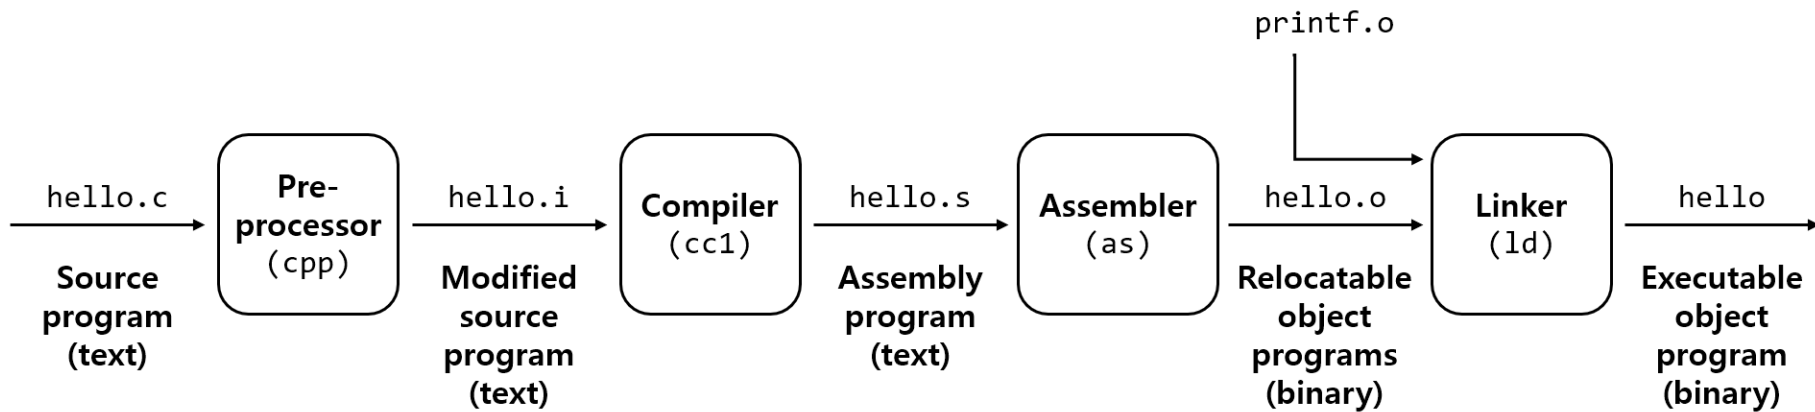 printf.o
hello.c
Source
program
(text)
Pre-
processor
(cpp)
hello.i
Modified
source
program
(text)
Compiler
(cc1)
hello.s
Assembly
program
(text)
Assembler
(as)
hello.o
Relocatable
object
programs
(binary)
Linker
(ld)
hello
Executable
object
program
(binary)